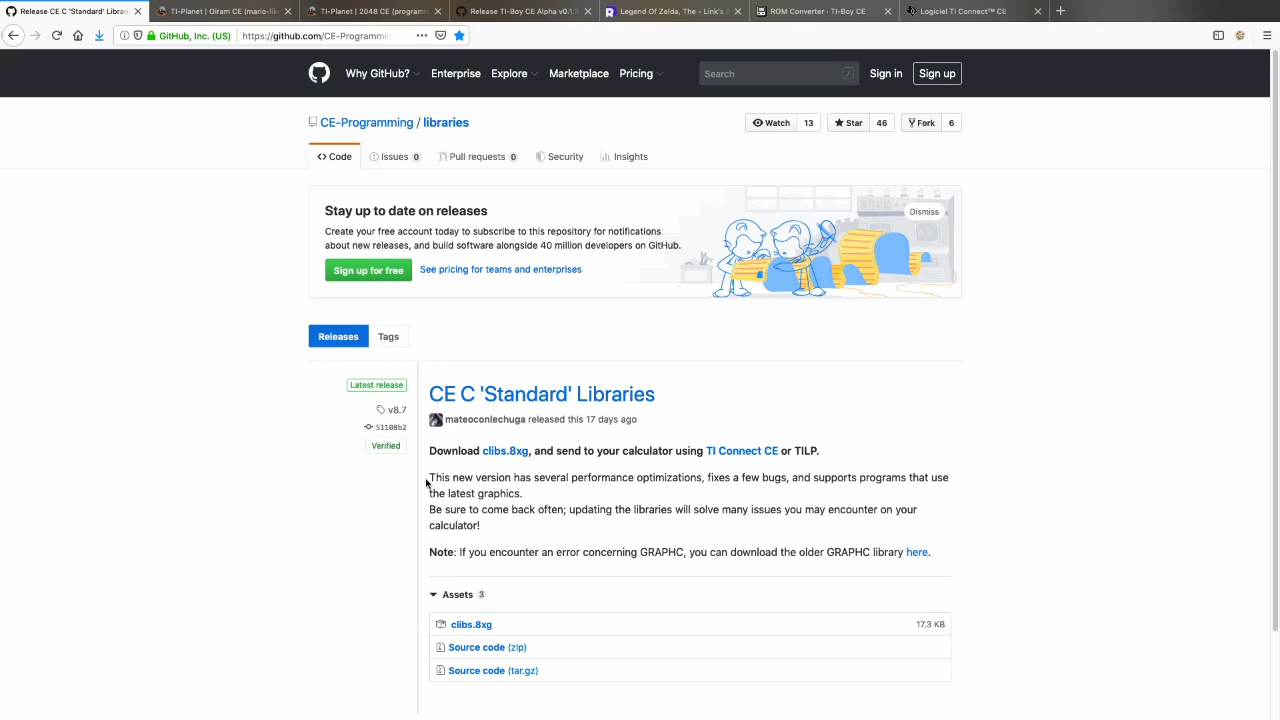 Release CE C 'Standard' Librari
TI-Planet | Oiram CE (mario-lik
TI-Planet | 2048 CE (programm
Release TI-Boy CE Alpha v0.1.
Legend Of Zelda, The - Link's A
ROM Converter · TI-Boy CE
Logiciel TI Connect™ CE
GitHub, Inc. (US)
https://github.com/CE-Programmin
Why GitHub?
Enterprise
Explore
Marketplace
Pricing
Search
/
Sign in
Sign up
CE-Programming / libraries
Watch 13
Star 46
Fork 6
Code
Issues 0
Pull requests 0
Security
Insights
Stay up to date on releases
Dismiss
Create your free account today to subscribe to this repository for notifications
about new releases, and build software alongside 40 million developers on GitHub.
Sign up for free
See pricing for teams and enterprises
Releases
Tags
Latest release
v8.7
51108b2
Verified
CE C 'Standard' Libraries
mateoconlechuga released this 17 days ago
Download clibs.8xg, and send to your calculator using TI Connect CE or TILP.
This new version has several performance optimizations, fixes a few bugs, and supports programs that use
the latest graphics.
Be sure to come back often; updating the libraries will solve many issues you may encounter on your
calculator!
Note: If you encounter an error concerning GRAPHC, you can download the older GRAPHC library here.
Assets 3
clibs.8xg
17.3 KB
Source code (zip)
Source code (tar.gz)